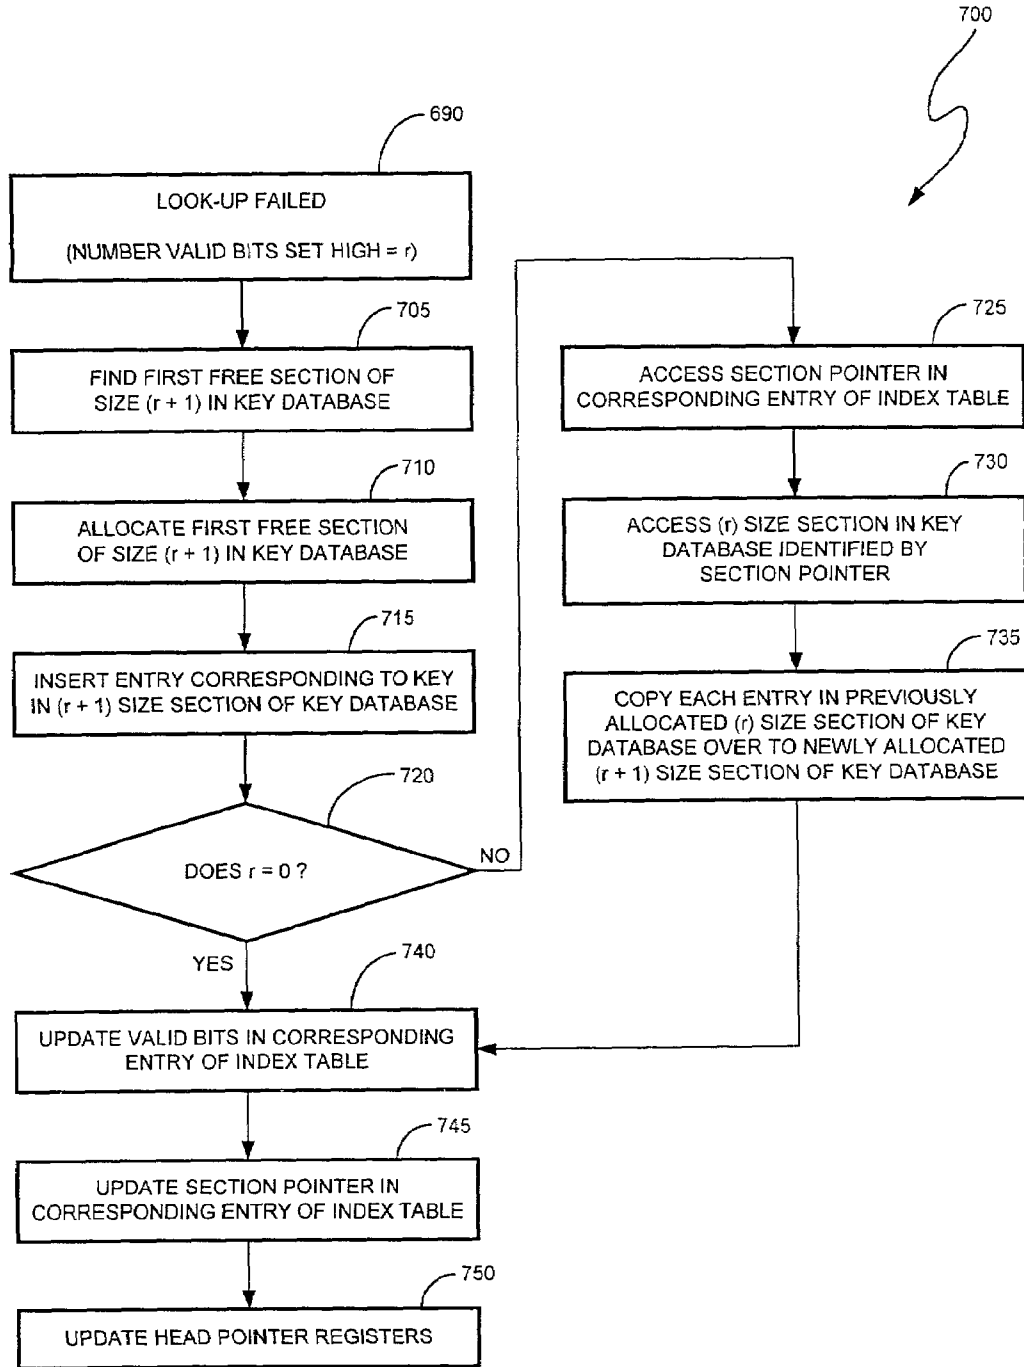 700
690
LOOK-UP FAILED
(NUMBER VALID BITS SET HIGH = r)
705
FIND FIRST FREE SECTION OF
SIZE (r + 1) IN KEY DATABASE
710
ALLOCATE FIRST FREE SECTION
OF SIZE (r + 1) IN KEY DATABASE
715
INSERT ENTRY CORRESPONDING TO KEY
IN (r + 1) SIZE SECTION OF KEY DATABASE
720
DOES r = 0 ?
NO
YES
725
ACCESS SECTION POINTER IN
CORRESPONDING ENTRY OF INDEX TABLE
730
ACCESS (r) SIZE SECTION IN KEY
DATABASE IDENTIFIED BY
SECTION POINTER
735
COPY EACH ENTRY IN PREVIOUSLY
ALLOCATED (r) SIZE SECTION OF KEY
DATABASE OVER TO NEWLY ALLOCATED
(r + 1) SIZE SECTION OF KEY DATABASE
740
UPDATE VALID BITS IN CORRESPONDING
ENTRY OF INDEX TABLE
745
UPDATE SECTION POINTER IN
CORRESPONDING ENTRY OF INDEX TABLE
750
UPDATE HEAD POINTER REGISTERS